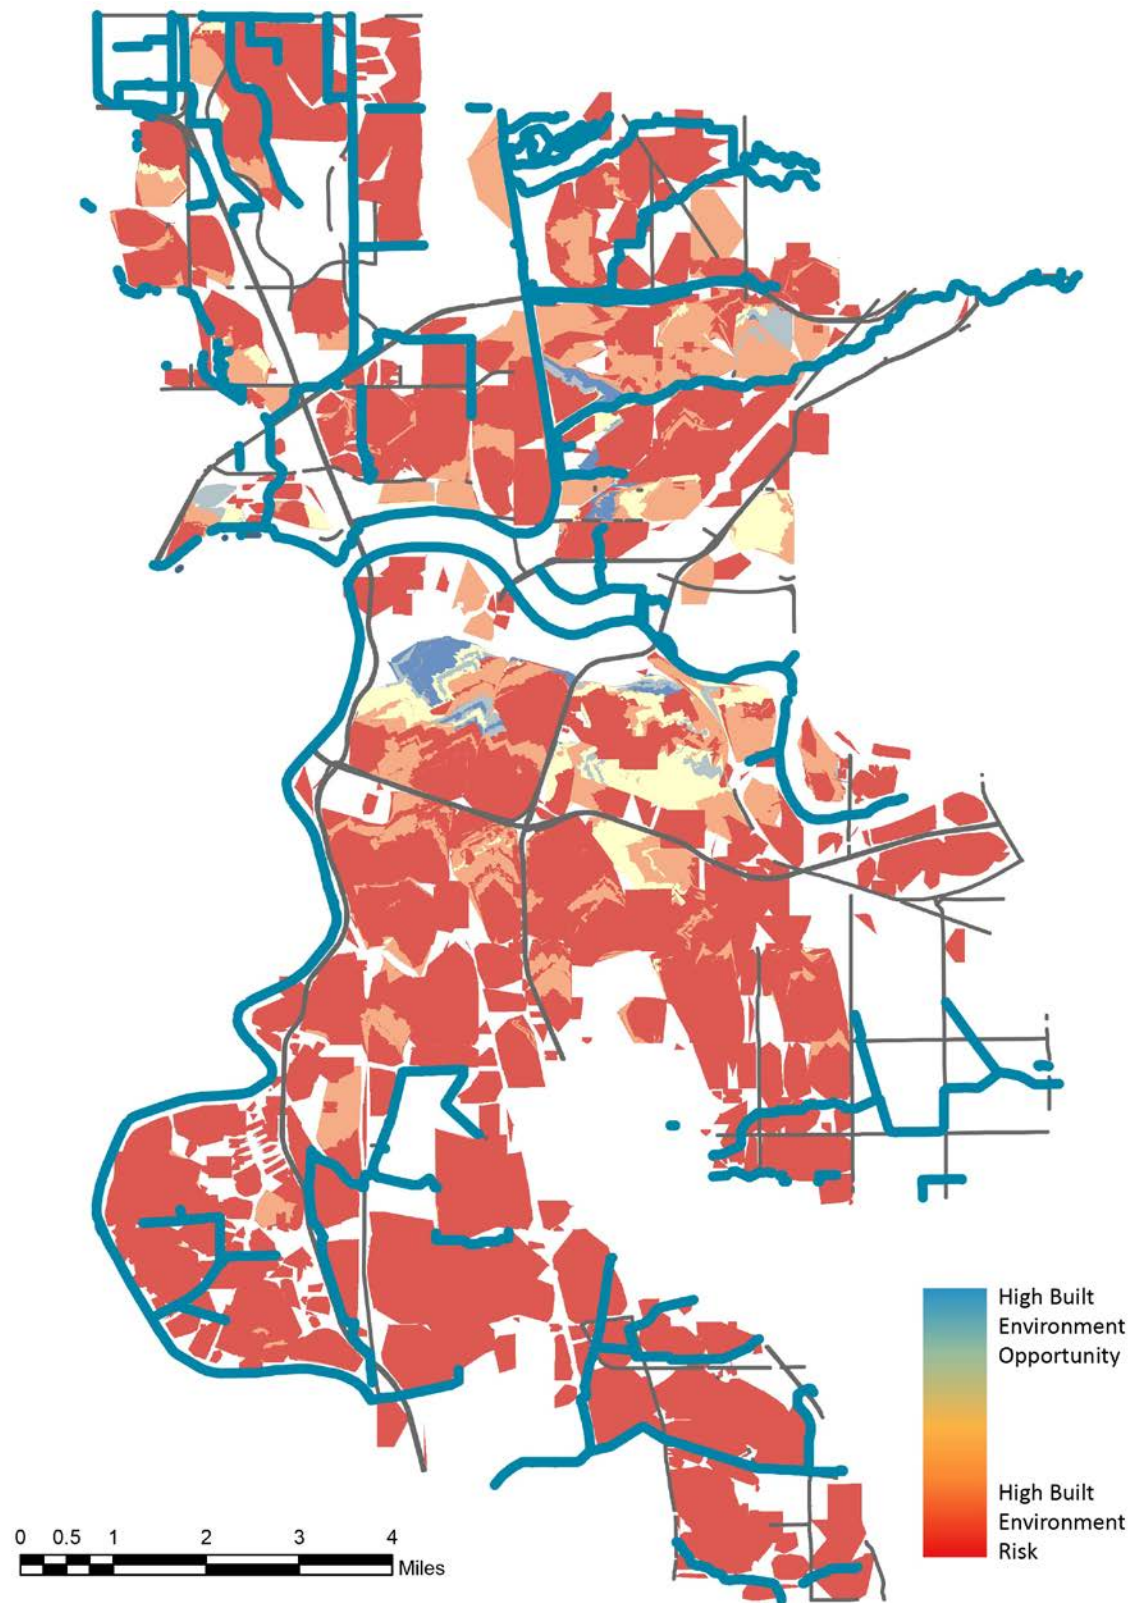 High Built
Environment
Opportunity
High Built
Environment
Risk
0 0.5 1 2 3 4
Miles